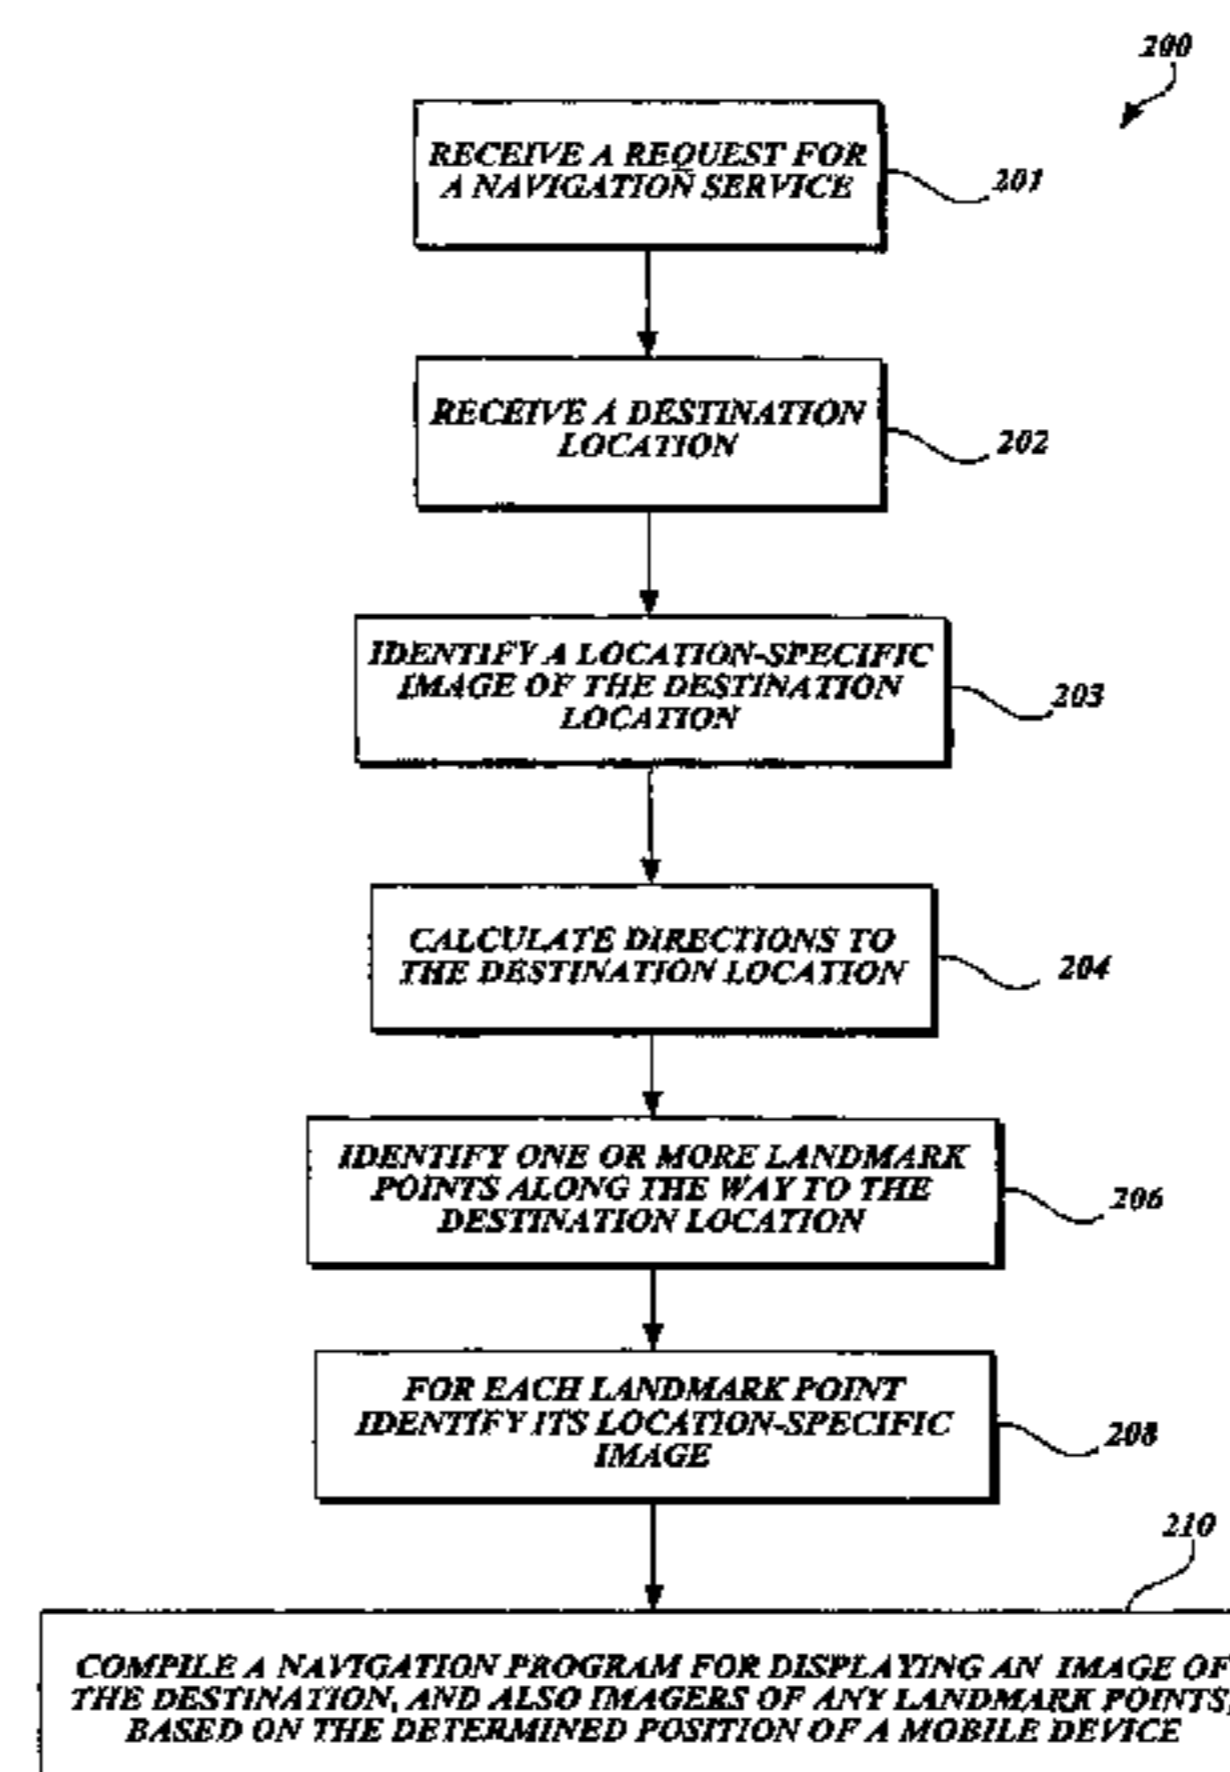 200
RECEIVE A REQUEST FOR
A NAVIGATION SERVICE
201
RECEIVE A DESTINATION
LOCATION
202
IDENTIFY A LOCATION-SPECIFIC
IMAGE OF THE DESTINATION
LOCATION
203
CALCULATE DIRECTIONS TO
THE DESTINATION LOCATION
204
IDENTIFY ONE OR MORE LANDMARK
POINTS ALONG THE WAY TO THE
DESTINATION LOCATION
206
FOR EACH LANDMARK POINT
IDENTIFY ITS LOCATION-SPECIFIC
IMAGE
208
210
COMPILE A NAVIGATION PROGRAM FOR DISPLAYING AN IMAGE OF
THE DESTINATION, AND ALSO IMAGERS OF ANY LANDMARK POINTS,
BASED ON THE DETERMINED POSITION OF A MOBILE DEVICE